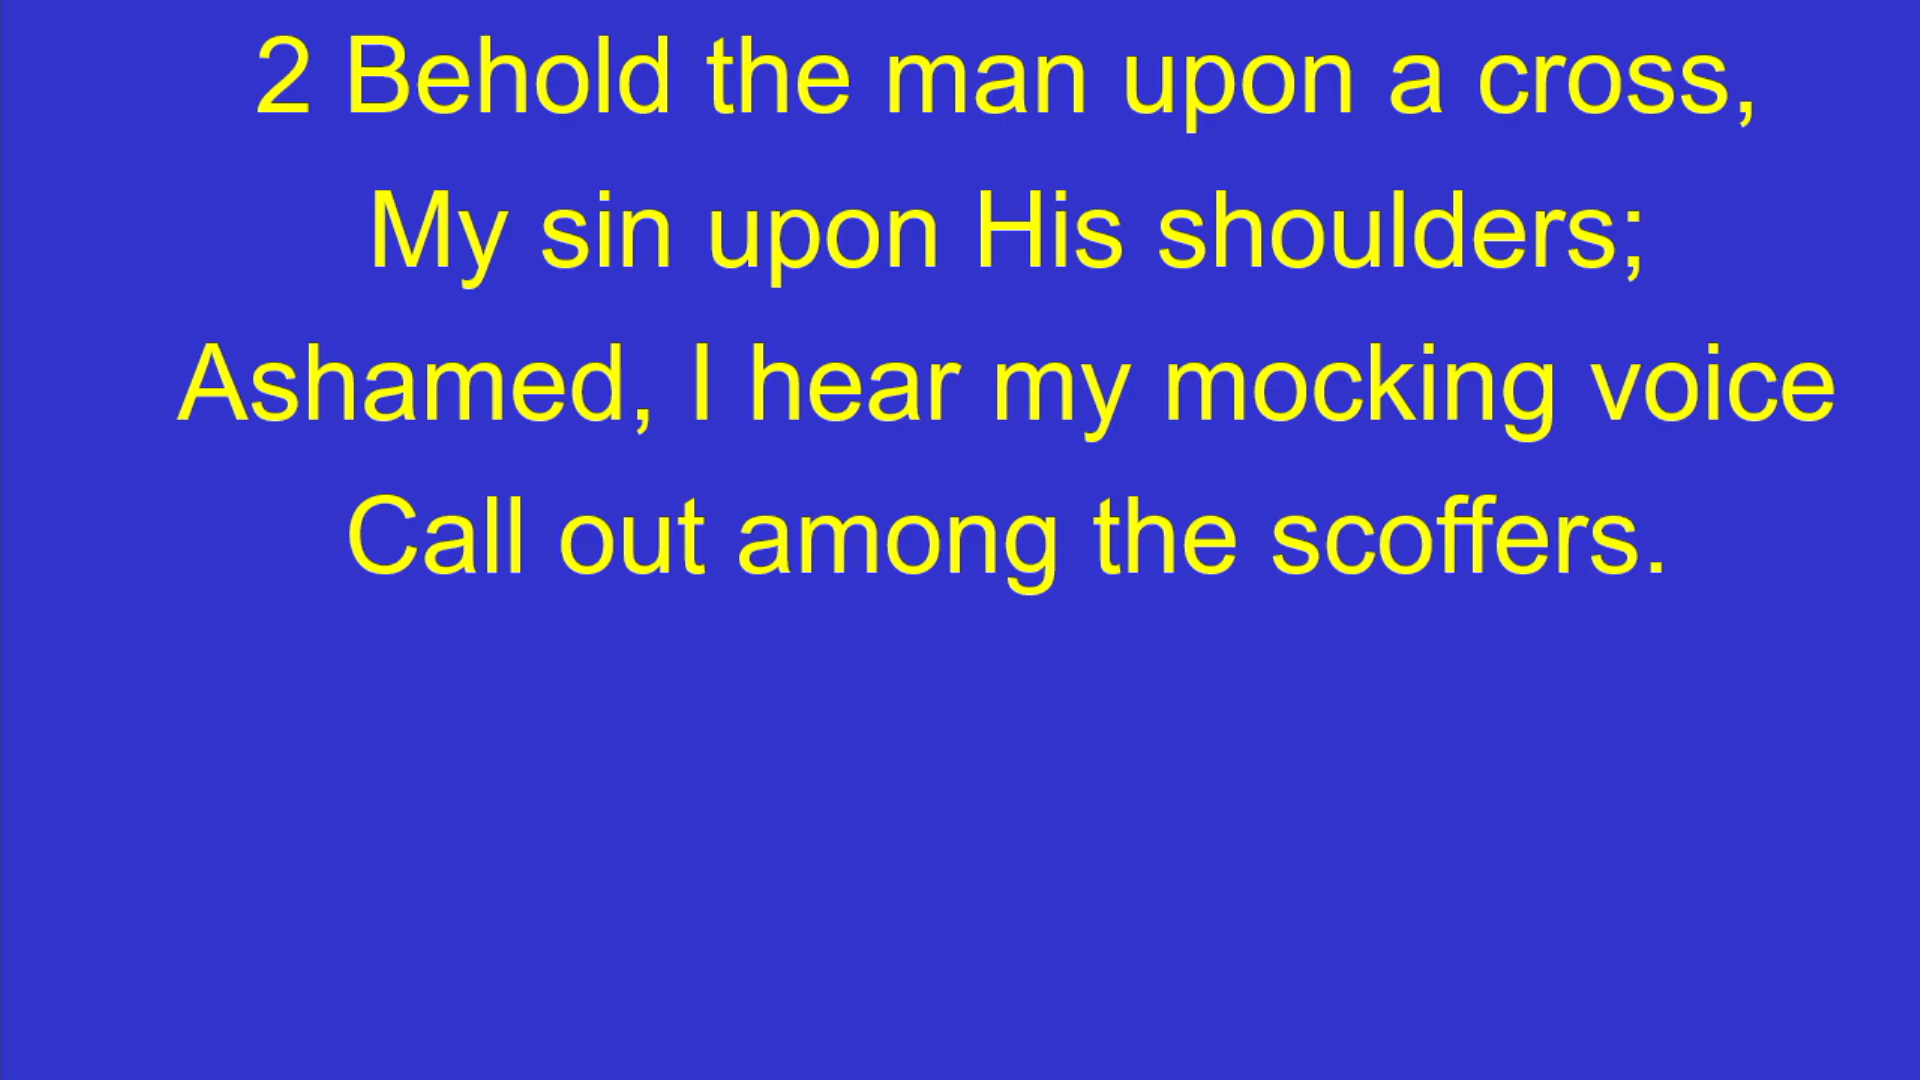 2 Behold the man upon a cross,
My sin upon His shoulders;
Ashamed, I hear my mocking voice
Call out among the scoffers.